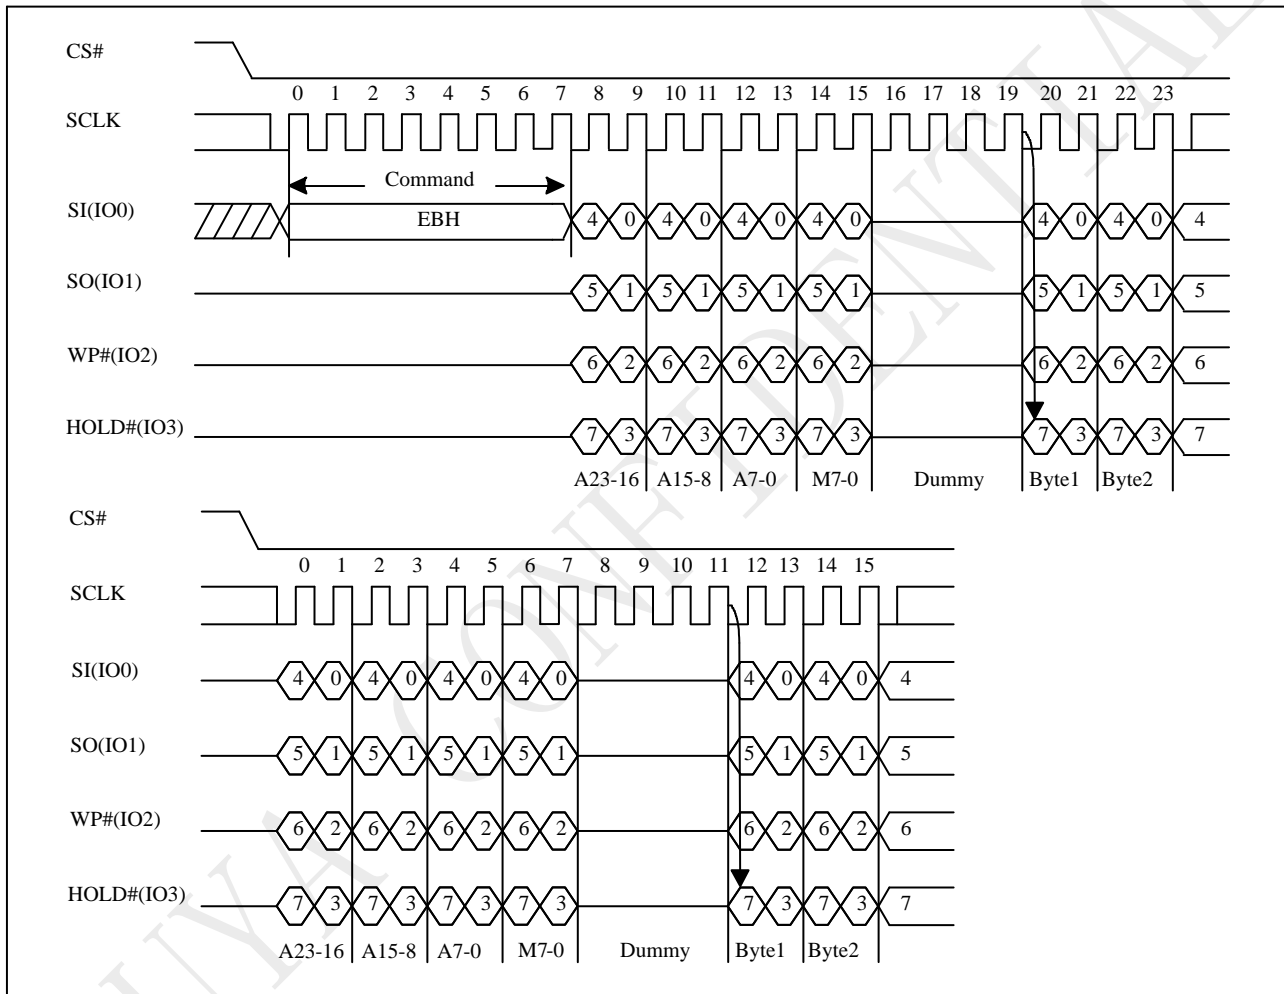 CS#
0 1 2 3 4 5 6 7 8 9 10 11 12 13 14 15 16 17 18 19 20 21 22 23
SCLK
Command
SI(IO0) EBH 4 0 4 0 4 0 4 0 4 0 4 0 4
SO(IO1) 5 1 5 1 5 1 5 1 5 1 5 1 5
WP#(IO2) 6 2 6 2 6 2 6 2 6 2 6 2 6
HOLD#(IO3) 7 3 7 3 7 3 7 3 7 3 7 3 7
A23-16 A15-8 A7-0 M7-0 Dummy Byte1 Byte2
CS#
0 1 2 3 4 5 6 7 8 9 10 11 12 13 14 15
SCLK
SI(IO0) 4 0 4 0 4 0 4 0 4 0 4 0 4
SO(IO1) 5 1 5 1 5 1 5 1 5 1 5 1 5
WP#(IO2) 6 2 6 2 6 2 6 2 6 2 6 2 6
HOLD#(IO3) 7 3 7 3 7 3 7 3 7 3 7 3 7
A23-16 A15-8 A7-0 M7-0 Dummy Byte1 Byte2
UYA CONFIDENTIAL